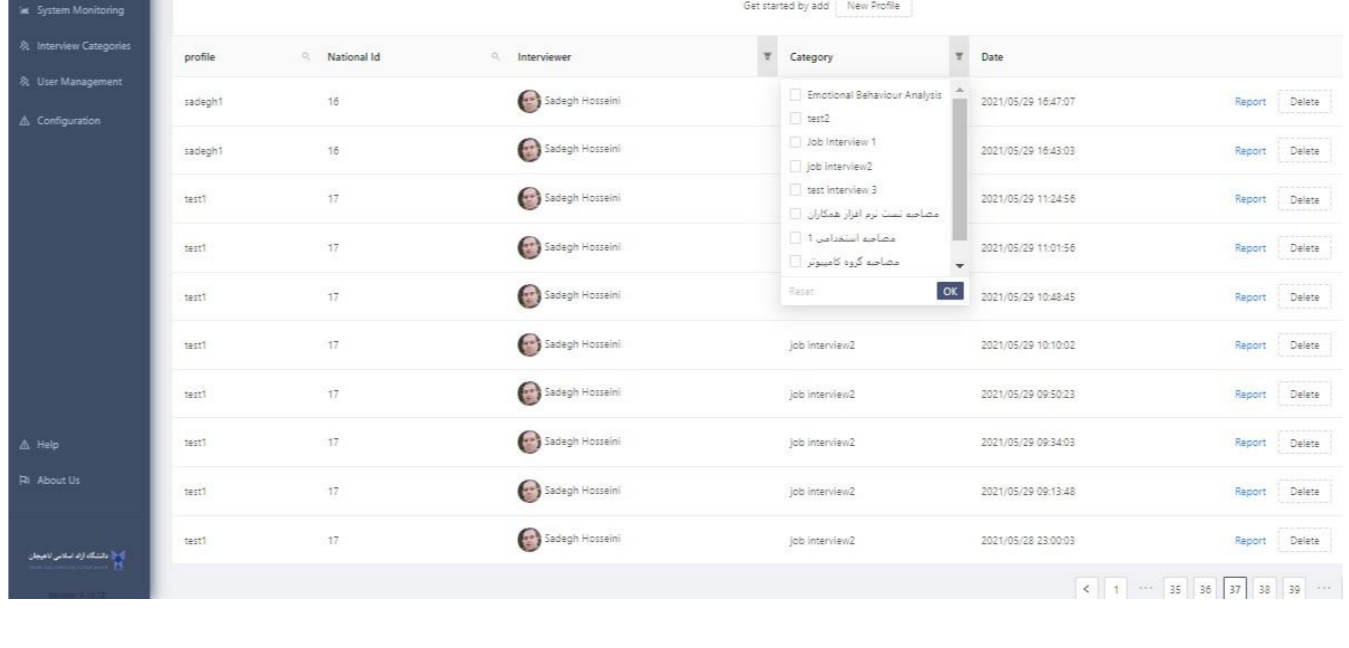 System Monitoring
Interview Categories
User Management
Configuration
Help
About Us
دانشگاه آزاد اسلامی لاهیجان
Get started by add New Profile
profile National Id Interviewer Category Date
sadegh1 16 Sadegh Hosseini 2021/05/29 16:47:07 Report Delete
sadegh1 16 Sadegh Hosseini 2021/05/29 16:43:03 Report Delete
test1 17 Sadegh Hosseini 2021/05/29 11:24:56 Report Delete
test1 17 Sadegh Hosseini 2021/05/29 11:01:56 Report Delete
test1 17 Sadegh Hosseini 2021/05/29 10:48:45 Report Delete
test1 17 Sadegh Hosseini job interview2 2021/05/29 10:10:02 Report Delete
test1 17 Sadegh Hosseini job interview2 2021/05/29 09:50:23 Report Delete
test1 17 Sadegh Hosseini job interview2 2021/05/29 09:34:03 Report Delete
test1 17 Sadegh Hosseini job interview2 2021/05/29 09:13:48 Report Delete
test1 17 Sadegh Hosseini job interview2 2021/05/28 23:00:03 Report Delete
Emotional Behaviour Analysis
test2
Job Interview 1
job interview2
test interview 3
مصاحبه تست نرم افزار همکاران
مصاحبه استخدامی 1
مصاحبه گروه کامپیوتر
Reset OK
< 1 ··· 35 36 37 38 39 ···